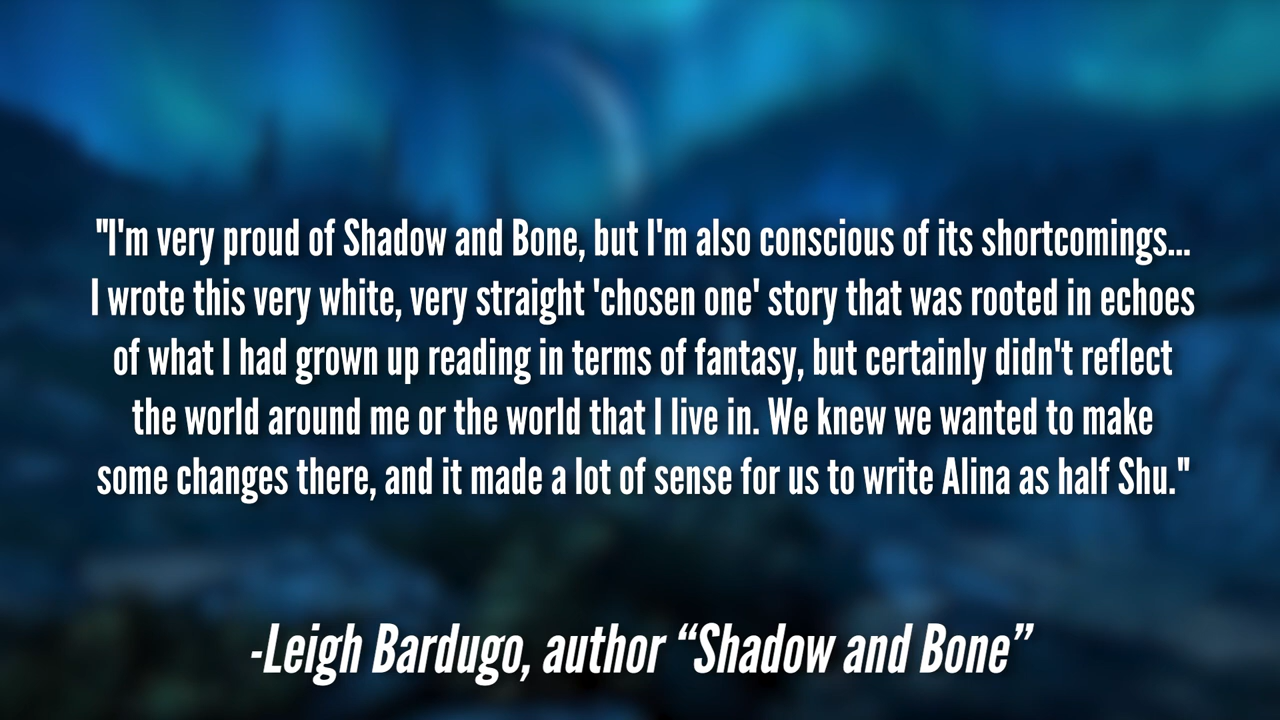 "I'm very proud of Shadow and Bone, but I'm also conscious of its shortcomings...
I wrote this very white, very straight 'chosen one' story that was rooted in echoes
of what I had grown up reading in terms of fantasy, but certainly didn't reflect
the world around me or the world that I live in. We knew we wanted to make
some changes there, and it made a lot of sense for us to write Alina as half Shu."
-Leigh Bardugo, author “Shadow and Bone”